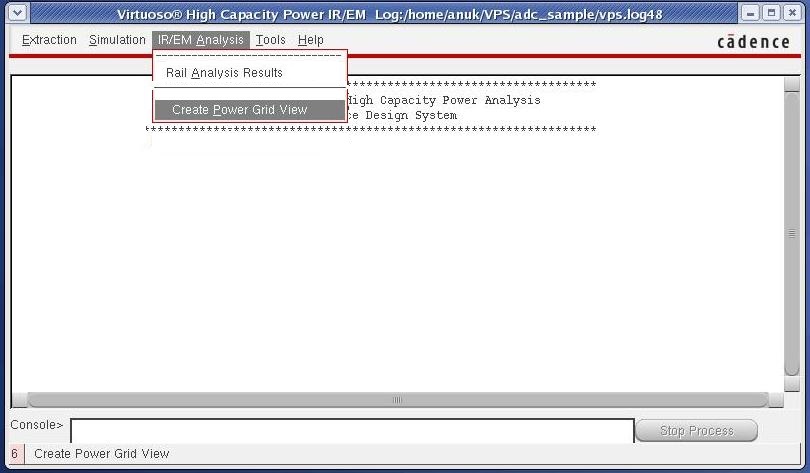 Virtuoso® High Capacity Power IR/EM Log:/home/anuk/VPS/adc_sample/vps.log48
Extraction Simulation IR/EM Analysis Tools Help
cādence
Rail Analysis Results
High Capacity Power Analysis
Create Power Grid View
Design System
Console>
Stop Process
6 Create Power Grid View